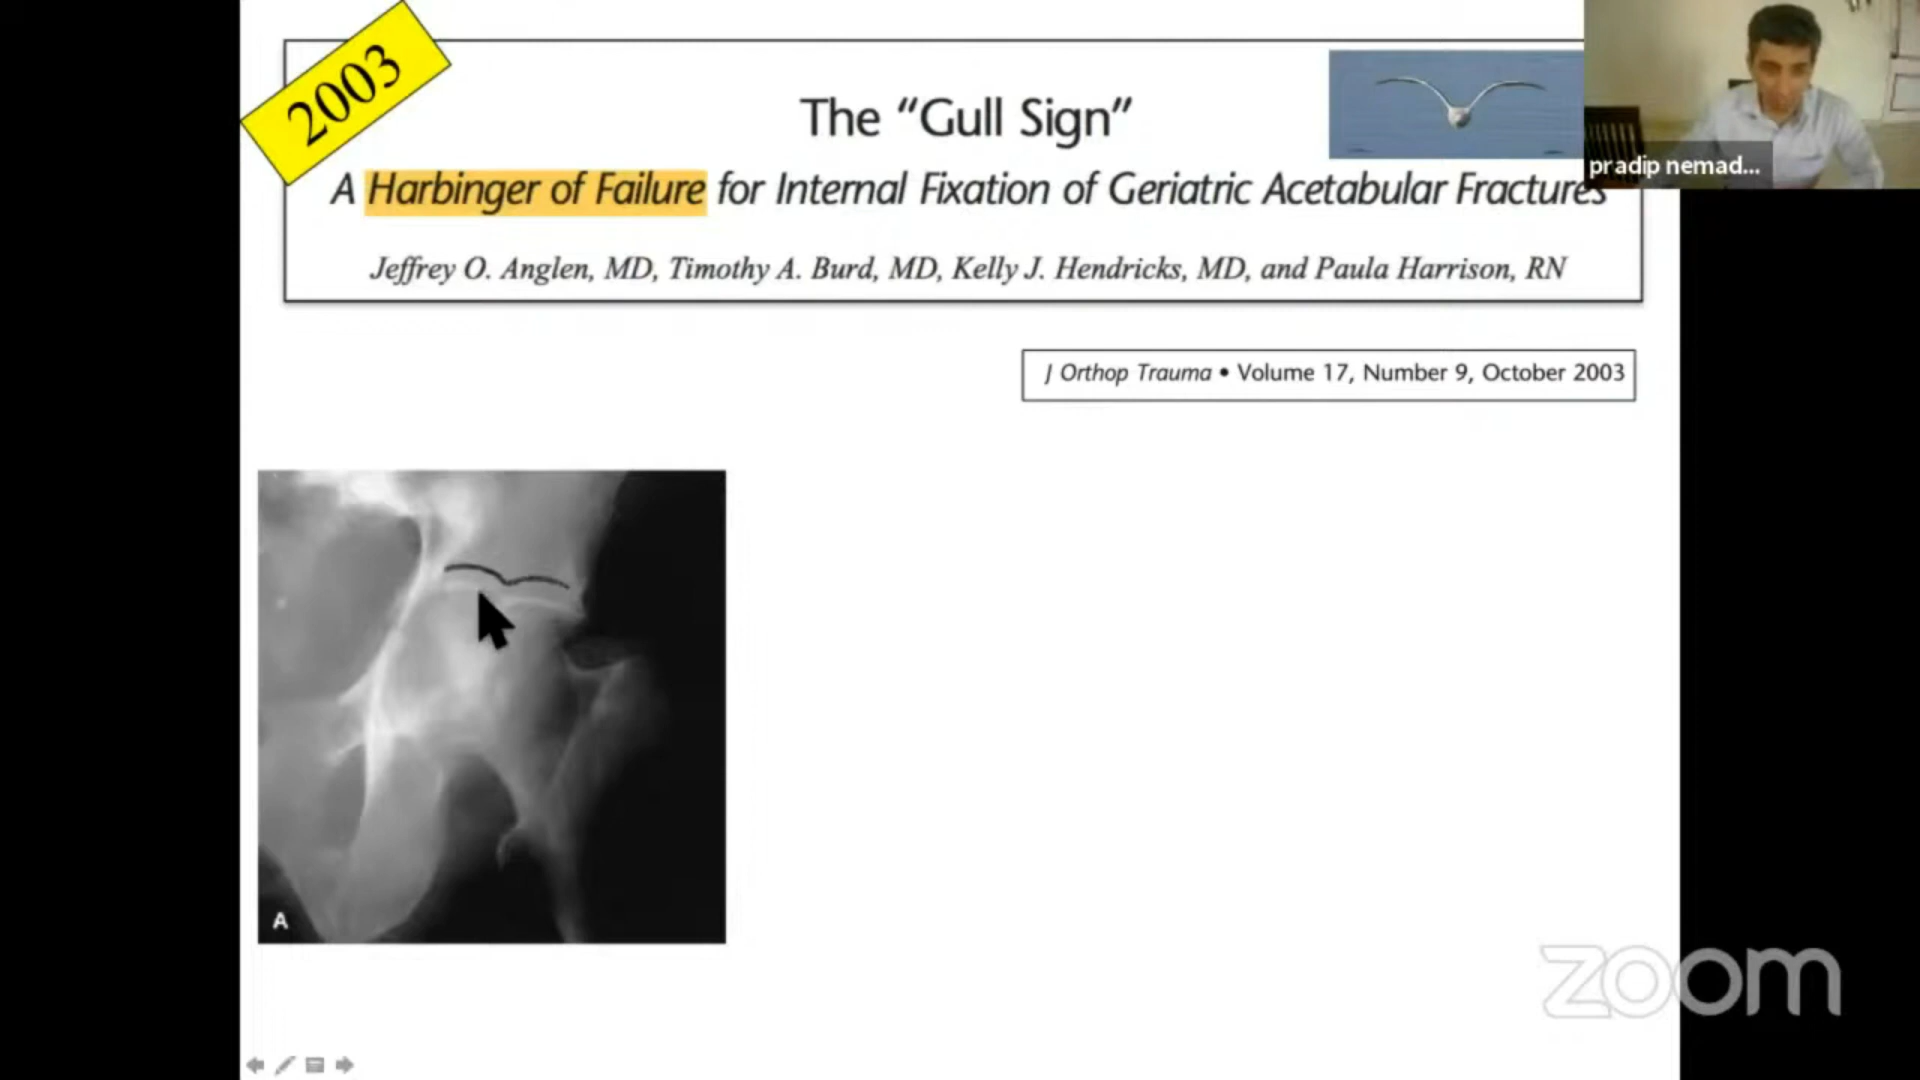 2003
The “Gull Sign”
A Harbinger of Failure for Internal Fixation of Geriatric Acetabular Fractures
Jeffrey O. Anglen, MD, Timothy A. Burd, MD, Kelly J. Hendricks, MD, and Paula Harrison, RN
J Orthop Trauma • Volume 17, Number 9, October 2003
pradip nemad...
A
zoom